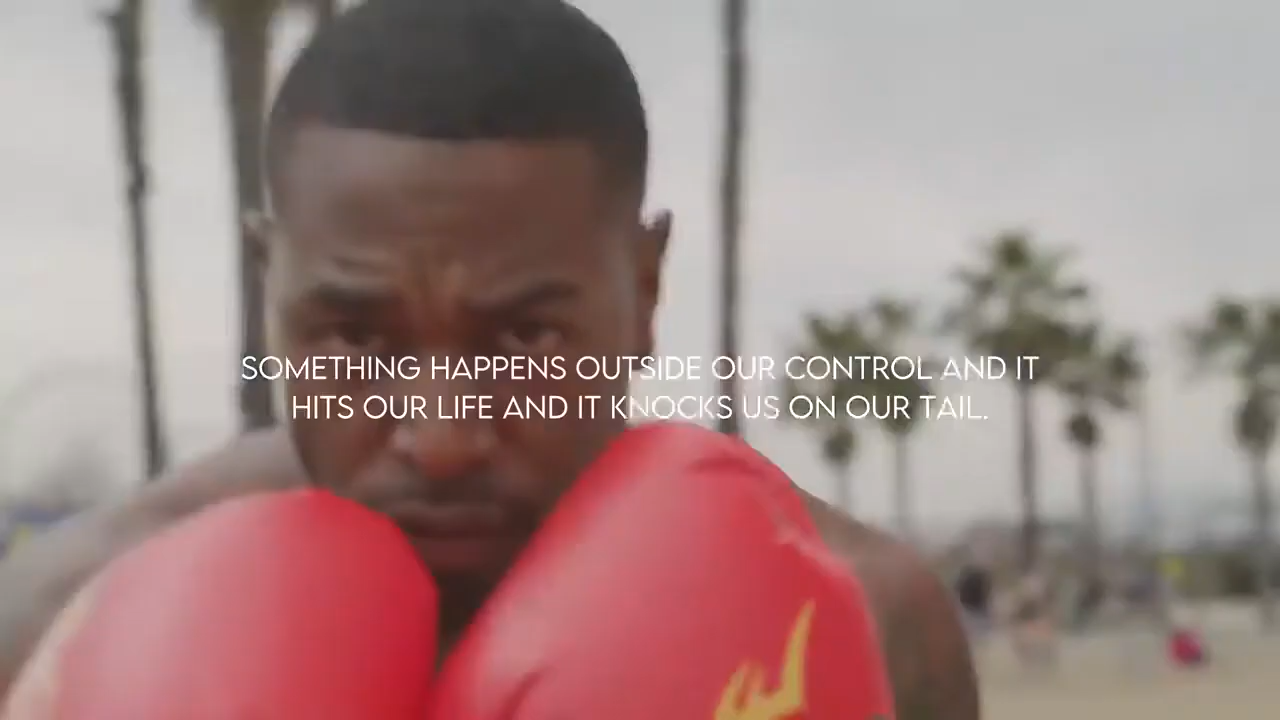 SOMETHING HAPPENS OUTSIDE OUR CONTROL AND IT
HITS OUR LIFE AND IT KNOCKS US ON OUR TAIL.